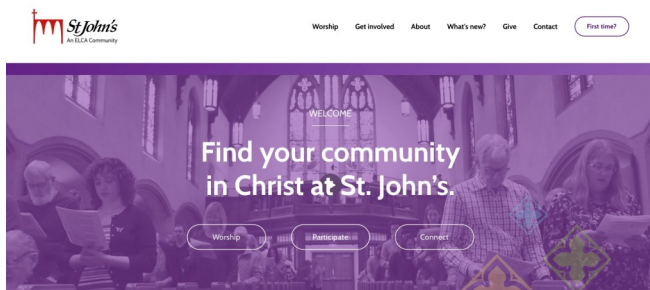 St.John's
An ELCA Community
Worship
Get involved
About
What's new?
Give
Contact
First time?
WELCOME
Find your community
in Christ at St. John's.
Worship
Participate
Connect